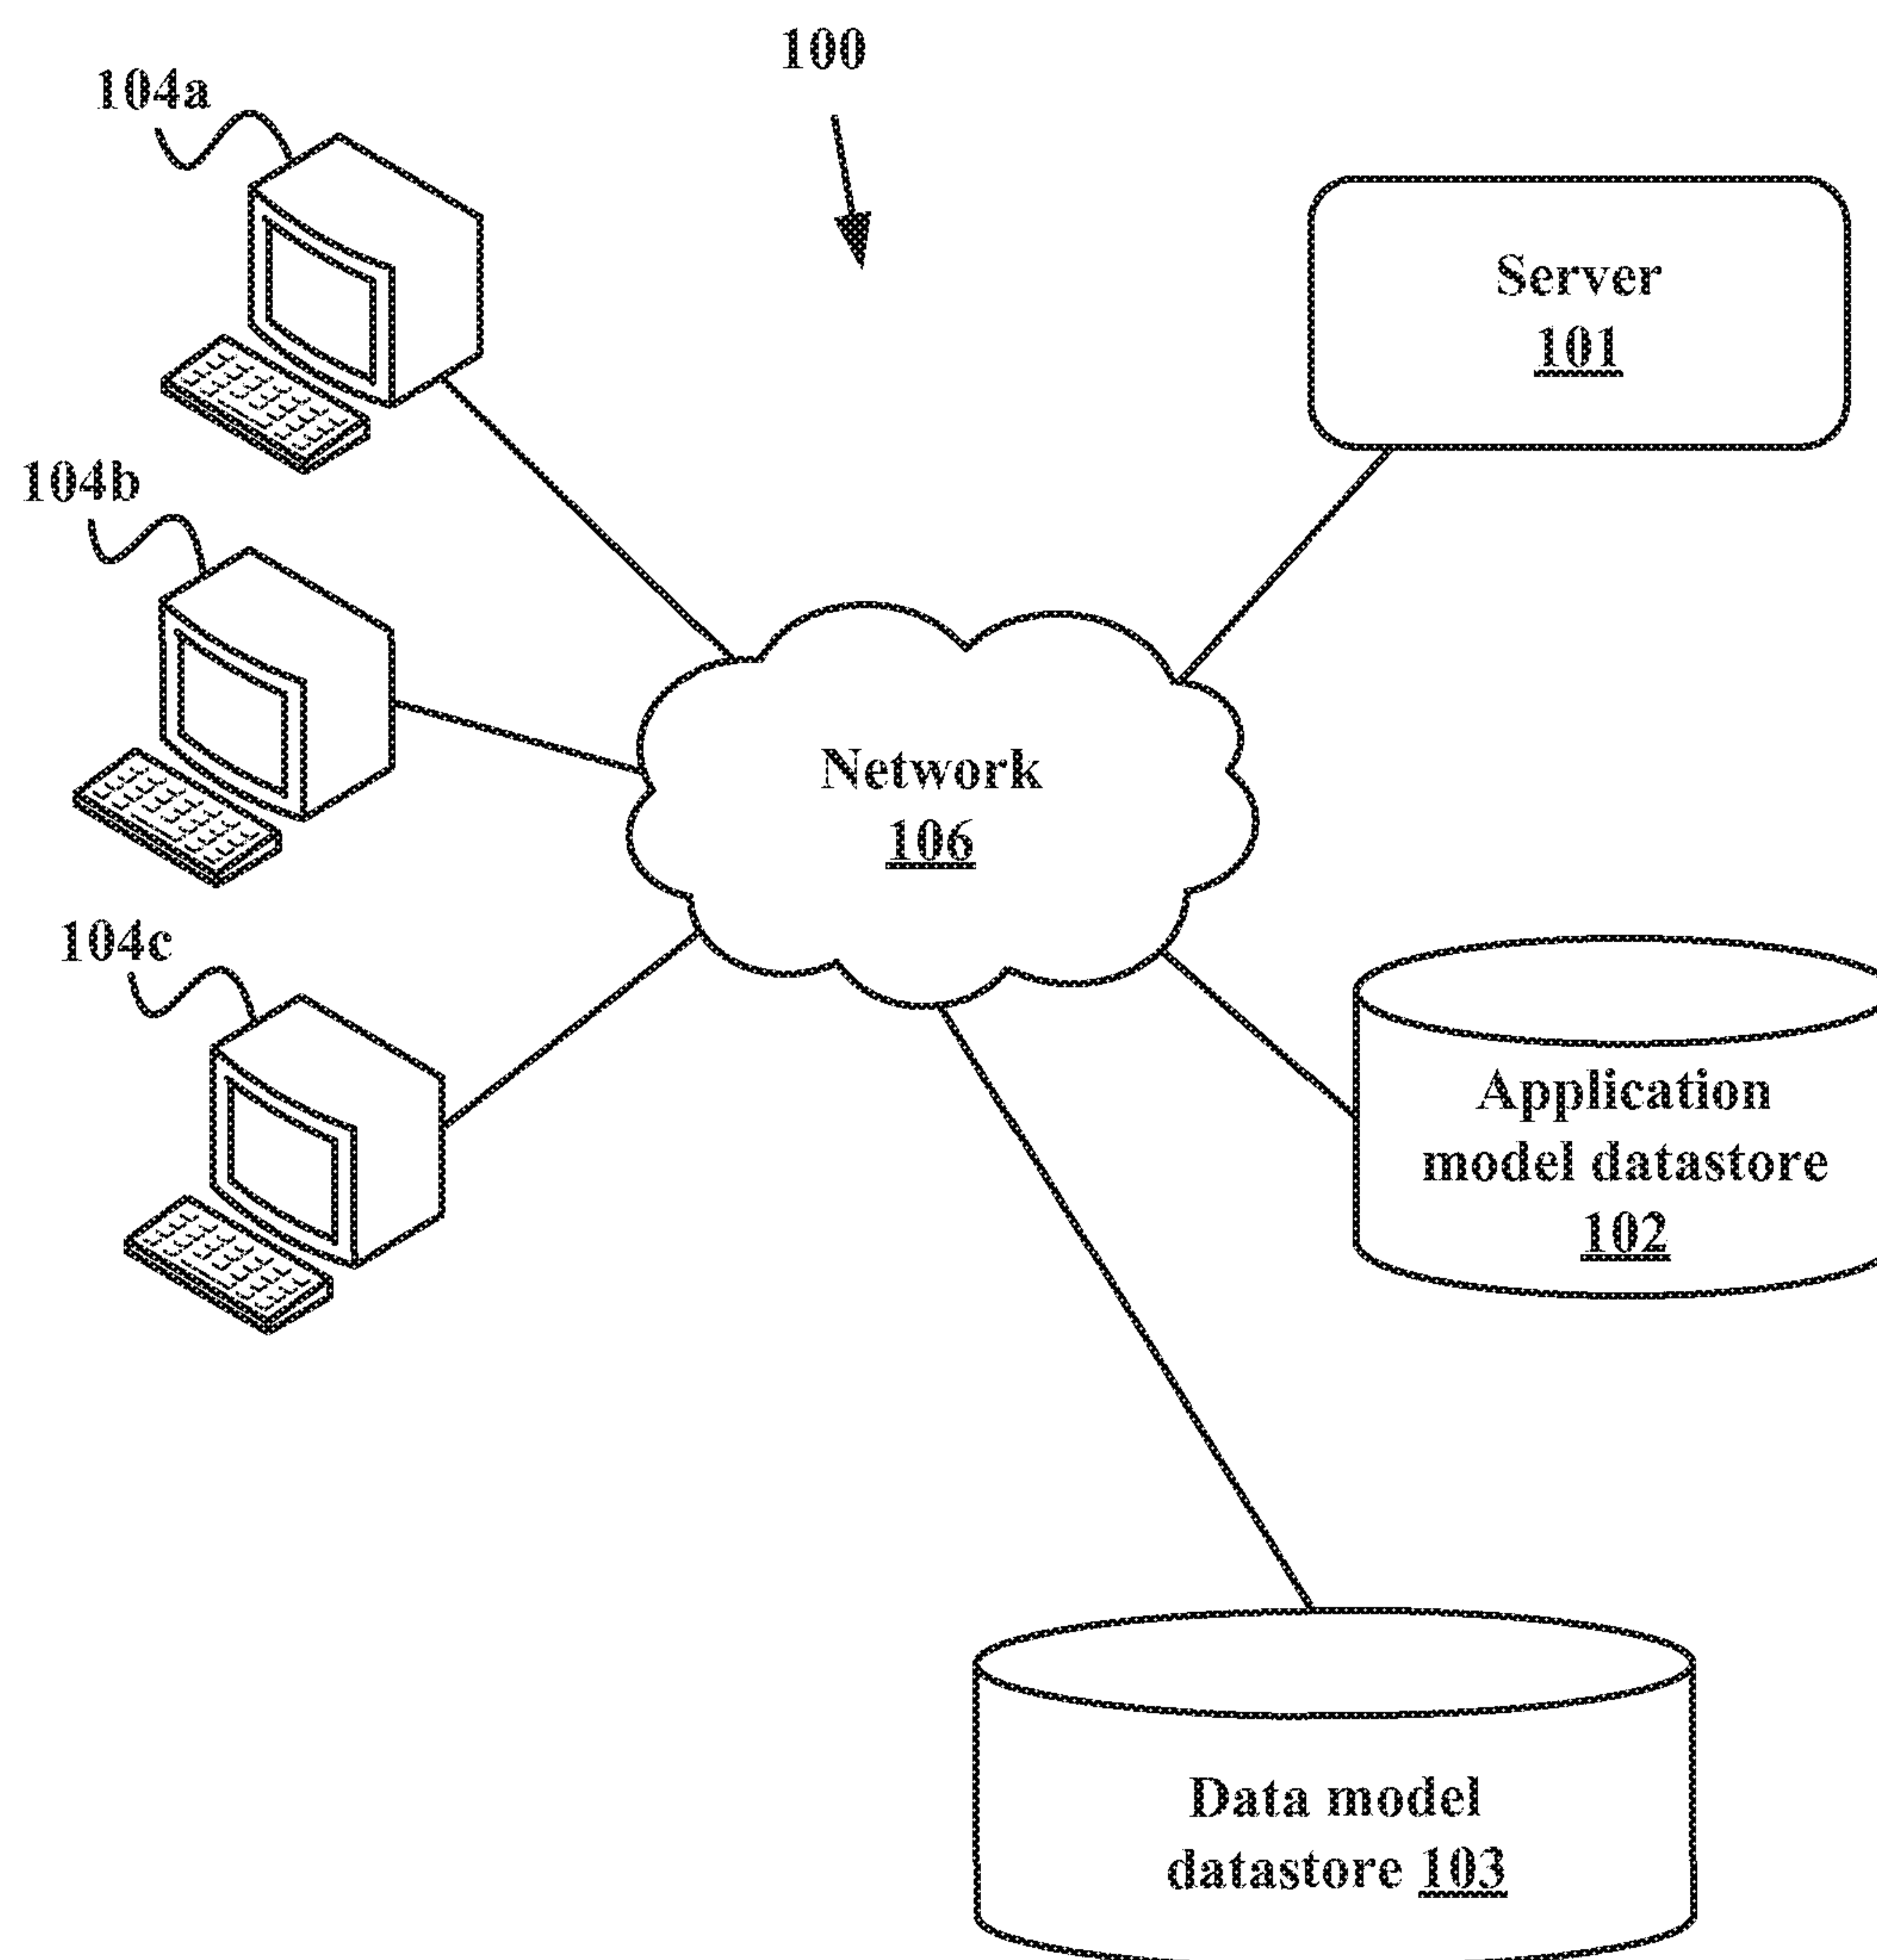 100
104a
Server
101
104b
Network
106
104c
Application
model datastore
102
Data model
datastore 103